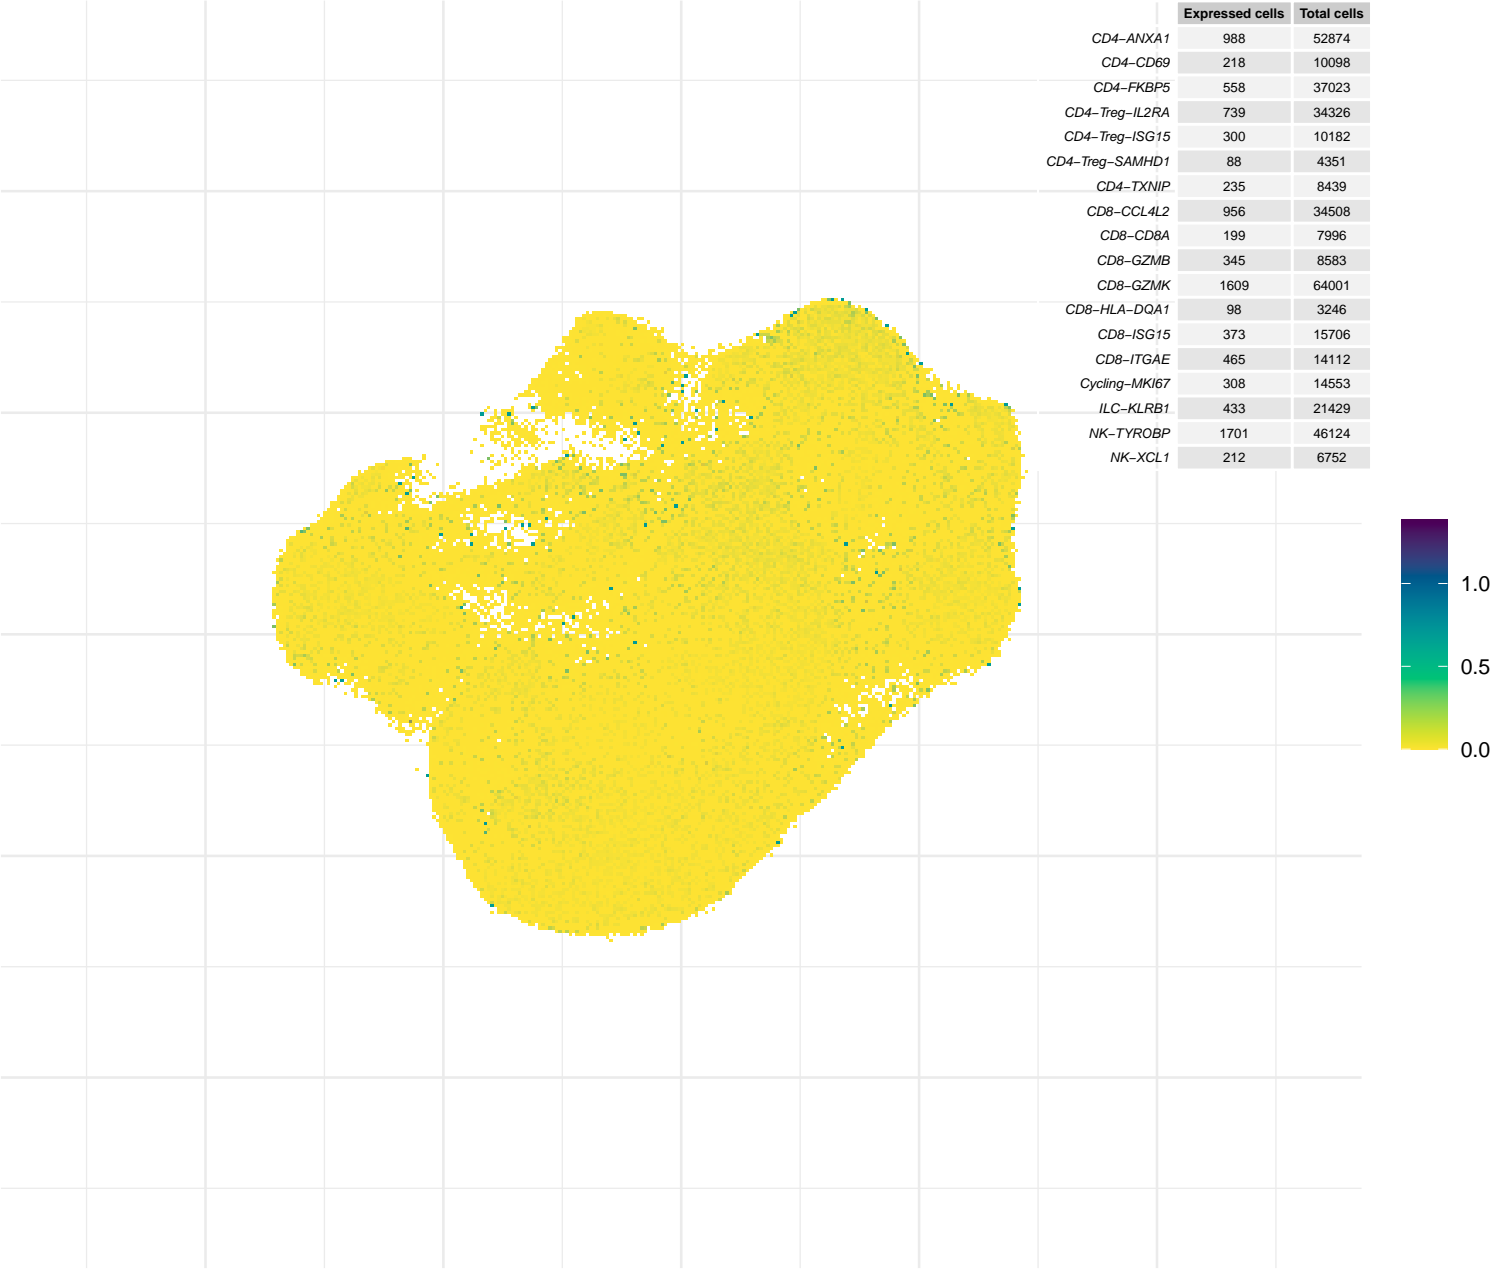 Expressed cells Total cells
CD4−ANXA1 988 52874
CD4−CD69 218 10098
CD4−FKBP5 558 37023
CD4−Treg−IL2RA 739 34326
CD4−Treg−ISG15 300 10182
CD4−Treg−SAMHD1 88 4351
CD4−TXNIP 235 8439
CD8−CCL4L2 956 34508
CD8−CD8A 199 7996
CD8−GZMB 345 8583
CD8−GZMK 1609 64001
CD8−HLA−DQA1 98 3246
CD8−ISG15 373 15706
CD8−ITGAE 465 14112
Cycling−MKI67 308 14553
ILC−KLRB1 433 21429
NK−TYROBP 1701 46124
NK−XCL1 212 6752
1.0
0.5
0.0